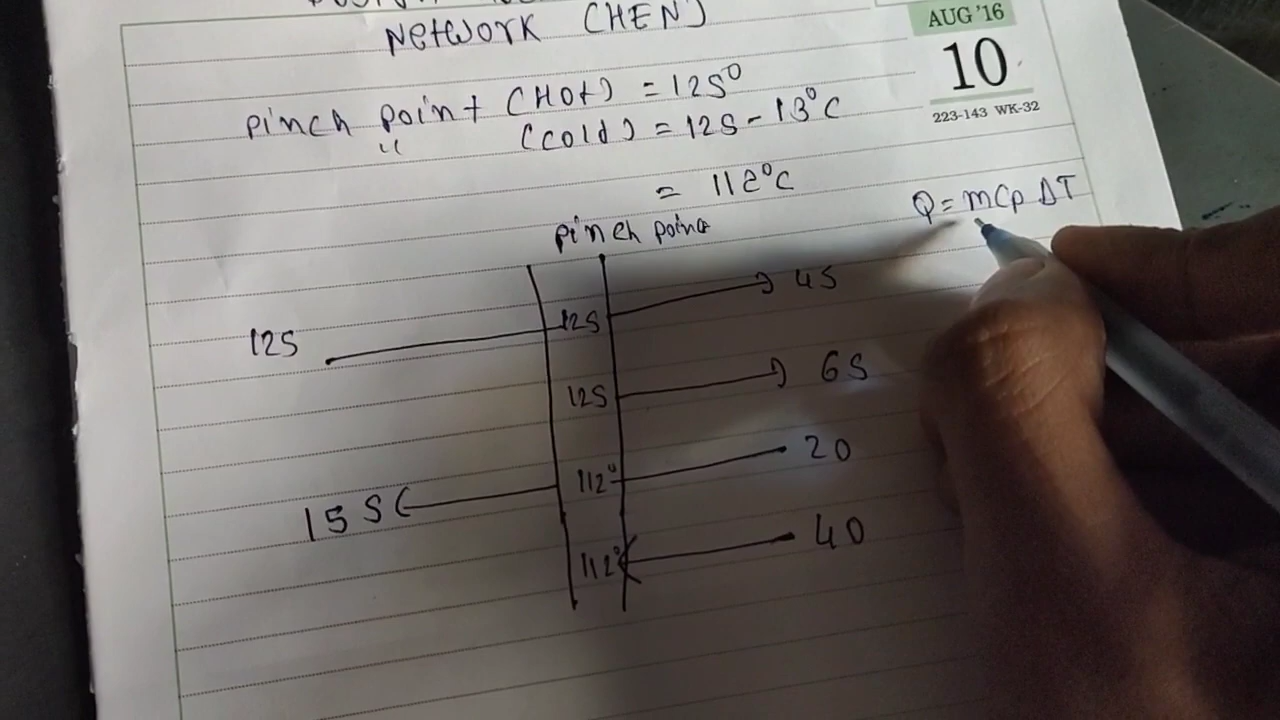 Network (HEN)
AUG '16
10
223-143 WK-32
Pinch point (Hot) = 125°
" (cold) = 125 - 13°C
= 112°C
Q = mCp ΔT
pinch point
125 125 45
125 65
112° 20
155
112° 40